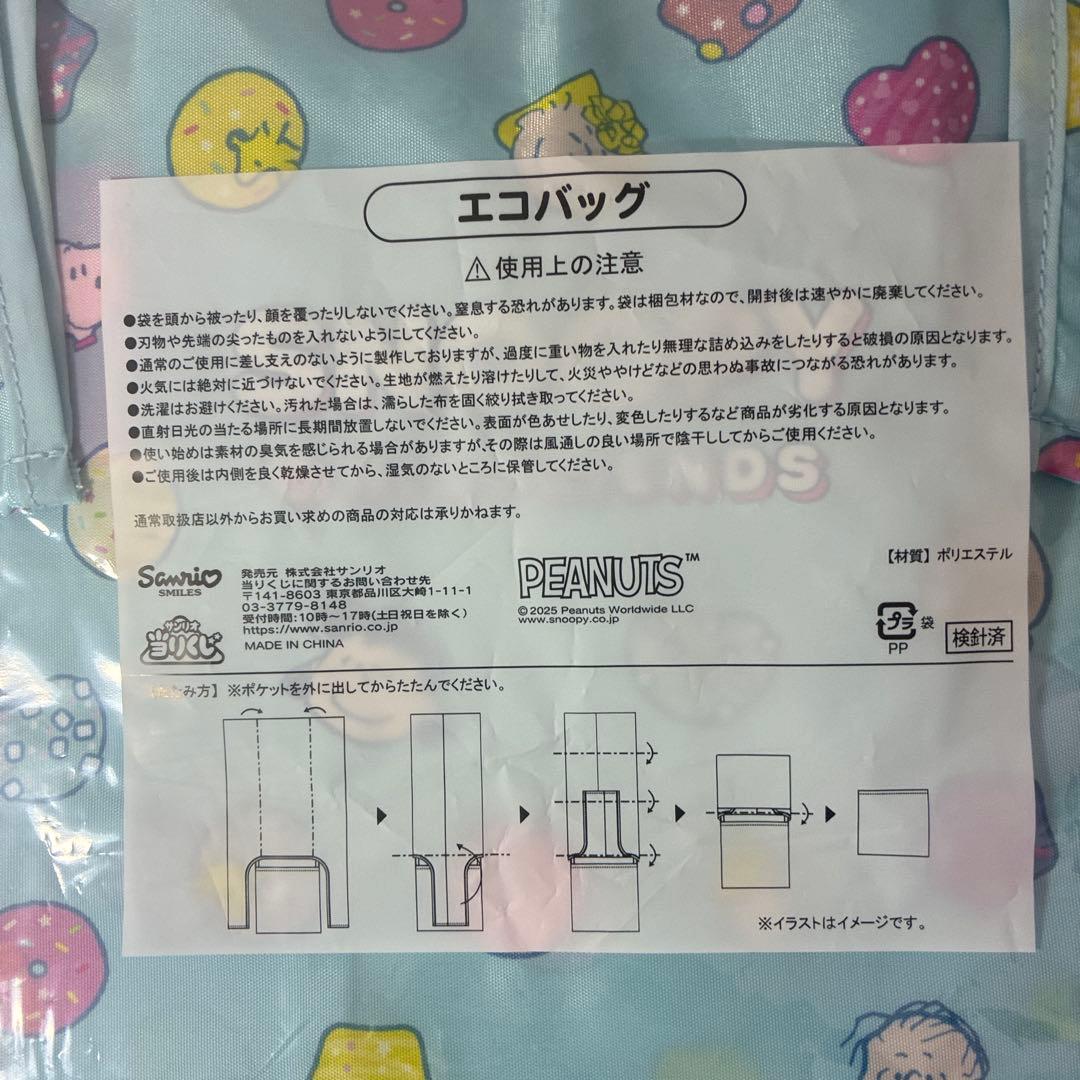 エコバッグ
⚠使用上の注意
●袋を頭から被ったり、顔を覆ったりしないでください。窒息する恐れがあります。袋は梱包材なので、開封後は速やかに廃棄してください。
●刃物や先端の尖ったものを入れないようにしてください。
●通常のご使用に差し支えのないように製作しておりますが、過度に重い物を入れたり無理な詰め込みをしたりすると破損の原因となります。
●火気には絶対に近づけないでください。生地が燃えたり溶けたりして、火災ややけどなどの思わぬ事故につながる恐れがあります。
●洗濯はお避けください。汚れた場合は、濡らした布を固く絞り拭き取ってください。
●直射日光の当たる場所に長期間放置しないでください。表面が色あせしたり、変色したりするなど商品が劣化する原因となります。
●使い始めは素材の臭気を感じられる場合がありますが、その際は風通しの良い場所で陰干ししてからご使用ください。
●ご使用後は内側を良く乾燥させてから、湿気のないところに保管してください。
NDS
通常取扱店以外からお買い求めの商品の対応は承りかねます。
Sanrio
SMILES
サンリオ
当りくじ
発売元 株式会社サンリオ
当りくじに関するお問い合わせ先
〒141-8603 東京都品川区大崎1-11-1
03-3779-8148
受付時間:10時〜17時(土日祝日を除く)
https://www.sanrio.co.jp
MADE IN CHINA
PEANUTS™
©2025 Peanuts Worldwide LLC
www.snoopy.co.jp
【材質】ポリエステル
プラ 袋
PP
検針済
み方】※ポケットを外に出してからたたんでください。
※イラストはイメージです。